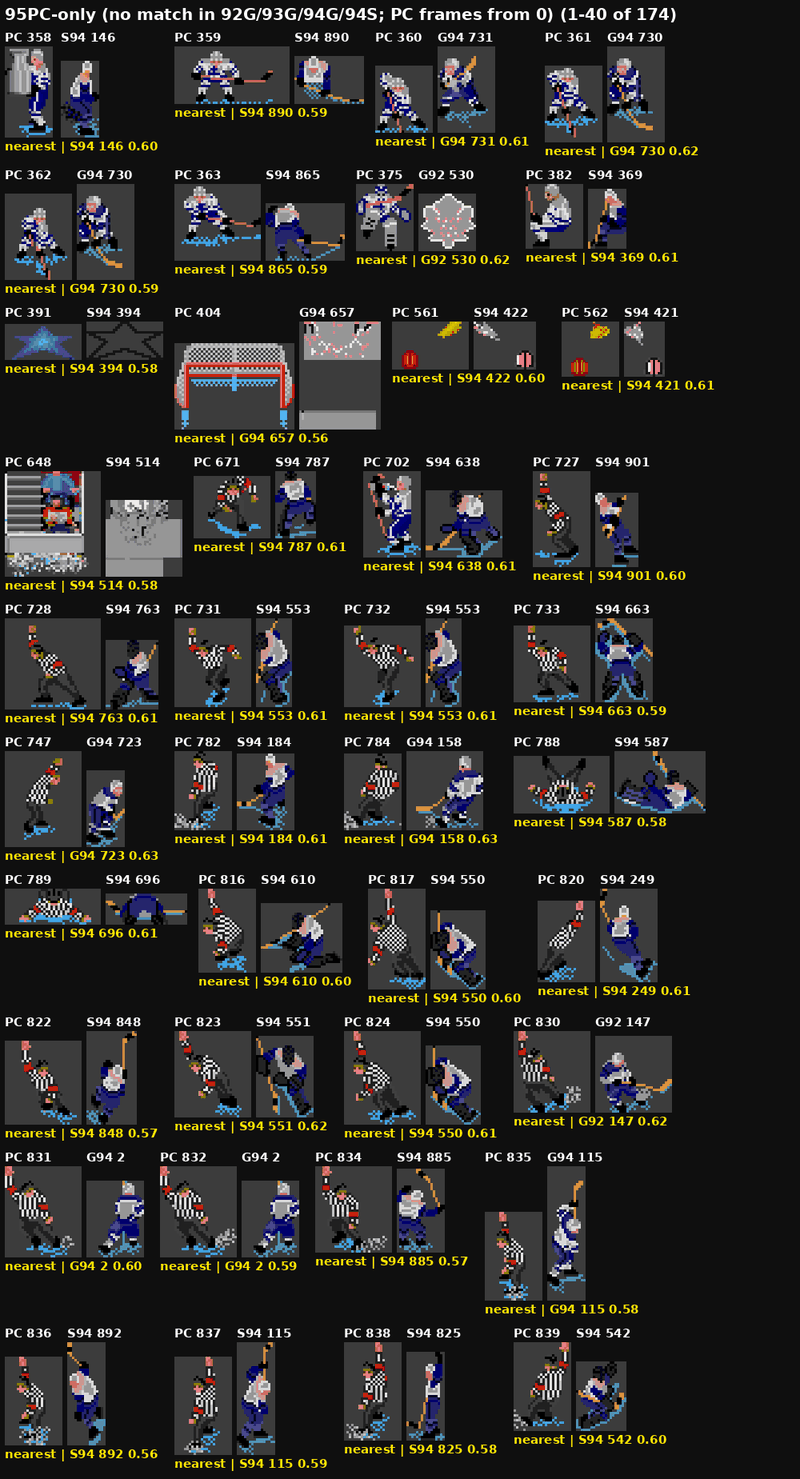 95PC-only (no match in 92G/93G/94G/94S; PC frames from 0) (1-40 of 174)
PC 358 S94 146 PC 359 S94 890 PC 360 G94 731 PC 361 G94 730
nearest | S94 146 0.60 nearest | S94 890 0.59 nearest | G94 731 0.61 nearest | G94 730 0.62
PC 362 G94 730 PC 363 S94 865 PC 375 G92 530 PC 382 S94 369
nearest | G94 730 0.59 nearest | S94 865 0.59 nearest | G92 530 0.62 nearest | S94 369 0.61
PC 391 S94 394 PC 404 G94 657 PC 561 S94 422 PC 562 S94 421
nearest | S94 394 0.58 nearest | G94 657 0.56 nearest | S94 422 0.60 nearest | S94 421 0.61
PC 648 S94 514 PC 671 S94 787 PC 702 S94 638 PC 727 S94 901
nearest | S94 514 0.58 nearest | S94 787 0.61 nearest | S94 638 0.61 nearest | S94 901 0.60
PC 728 S94 763 PC 731 S94 553 PC 732 S94 553 PC 733 S94 663
nearest | S94 763 0.61 nearest | S94 553 0.61 nearest | S94 553 0.61 nearest | S94 663 0.59
PC 747 G94 723 PC 782 S94 184 PC 784 G94 158 PC 788 S94 587
nearest | G94 723 0.63 nearest | S94 184 0.61 nearest | G94 158 0.63 nearest | S94 587 0.58
PC 789 S94 696 PC 816 S94 610 PC 817 S94 550 PC 820 S94 249
nearest | S94 696 0.61 nearest | S94 610 0.60 nearest | S94 550 0.60 nearest | S94 249 0.61
PC 822 S94 848 PC 823 S94 551 PC 824 S94 550 PC 830 G92 147
nearest | S94 848 0.57 nearest | S94 551 0.62 nearest | S94 550 0.61 nearest | G92 147 0.62
PC 831 G94 2 PC 832 G94 2 PC 834 S94 885 PC 835 G94 115
nearest | G94 2 0.60 nearest | G94 2 0.59 nearest | S94 885 0.57 nearest | G94 115 0.58
PC 836 S94 892 PC 837 S94 115 PC 838 S94 825 PC 839 S94 542
nearest | S94 892 0.56 nearest | S94 115 0.59 nearest | S94 825 0.58 nearest | S94 542 0.60